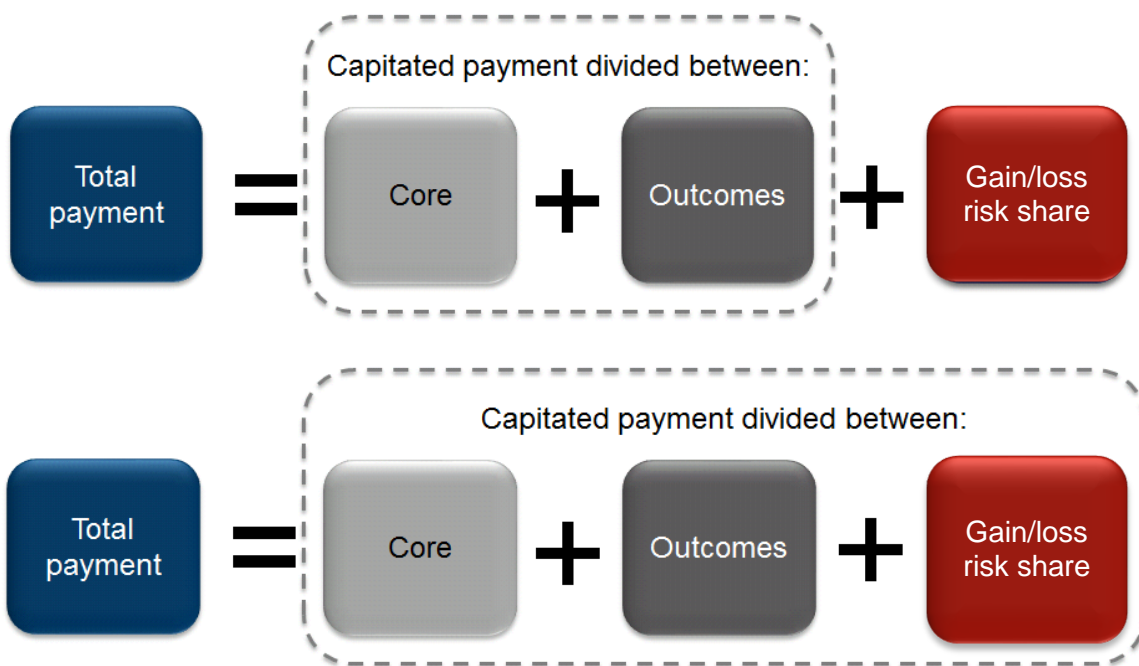 Capitated payment divided between:
Total
payment
=
Core
+
Outcomes
+
Gain/loss
risk share
Capitated payment divided between:
Total
payment
=
Core
+
Outcomes
+
Gain/loss
risk share